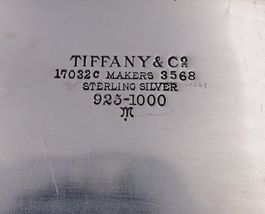 TIFFANY & Co
17032C MAKERS 3568
STERLING SILVER
925-1000
M